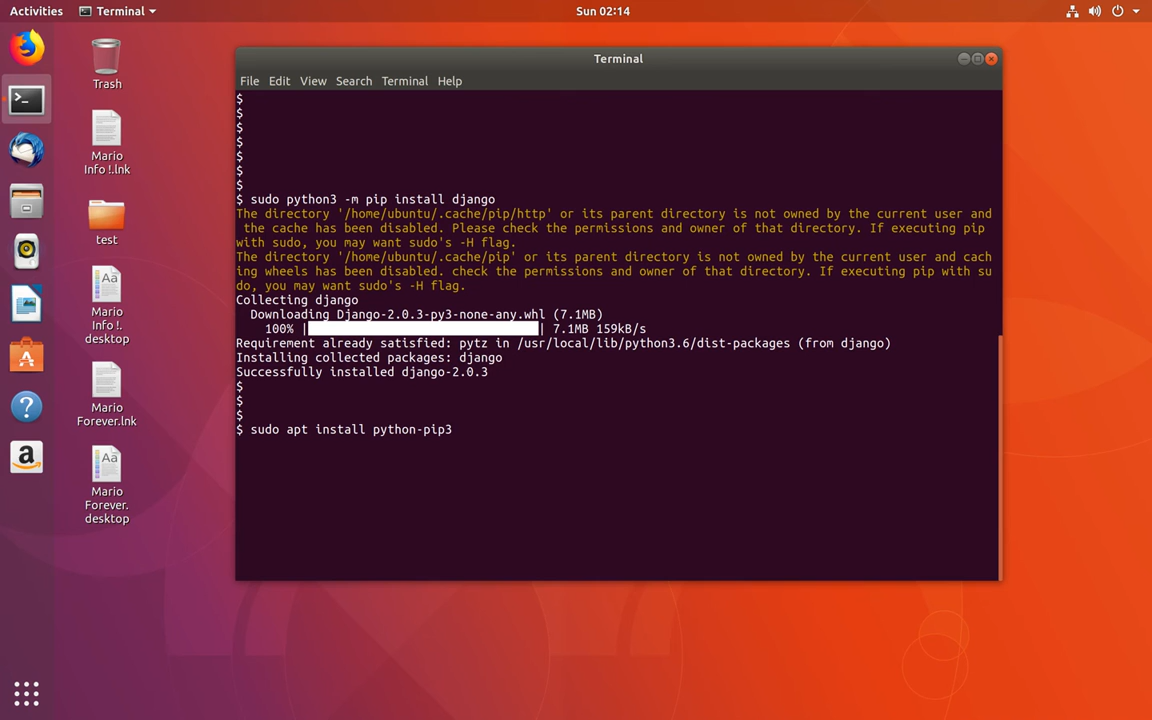 Activities
Terminal
Sun 02:14
Trash
Mario
Info !.lnk
test
Mario
Info !.
desktop
Mario
Forever.lnk
Mario
Forever.
desktop
Terminal
File Edit View Search Terminal Help
$
$
$
$
$
$
$
$ sudo python3 -m pip install django
The directory '/home/ubuntu/.cache/pip/http' or its parent directory is not owned by the current user and
the cache has been disabled. Please check the permissions and owner of that directory. If executing pip
with sudo, you may want sudo's -H flag.
The directory '/home/ubuntu/.cache/pip' or its parent directory is not owned by the current user and cach
ing wheels has been disabled. check the permissions and owner of that directory. If executing pip with su
do, you may want sudo's -H flag.
Collecting django
Downloading Django-2.0.3-py3-none-any.whl (7.1MB)
100% | | 7.1MB 159kB/s
Requirement already satisfied: pytz in /usr/local/lib/python3.6/dist-packages (from django)
Installing collected packages: django
Successfully installed django-2.0.3
$
$
$
$ sudo apt install python-pip3